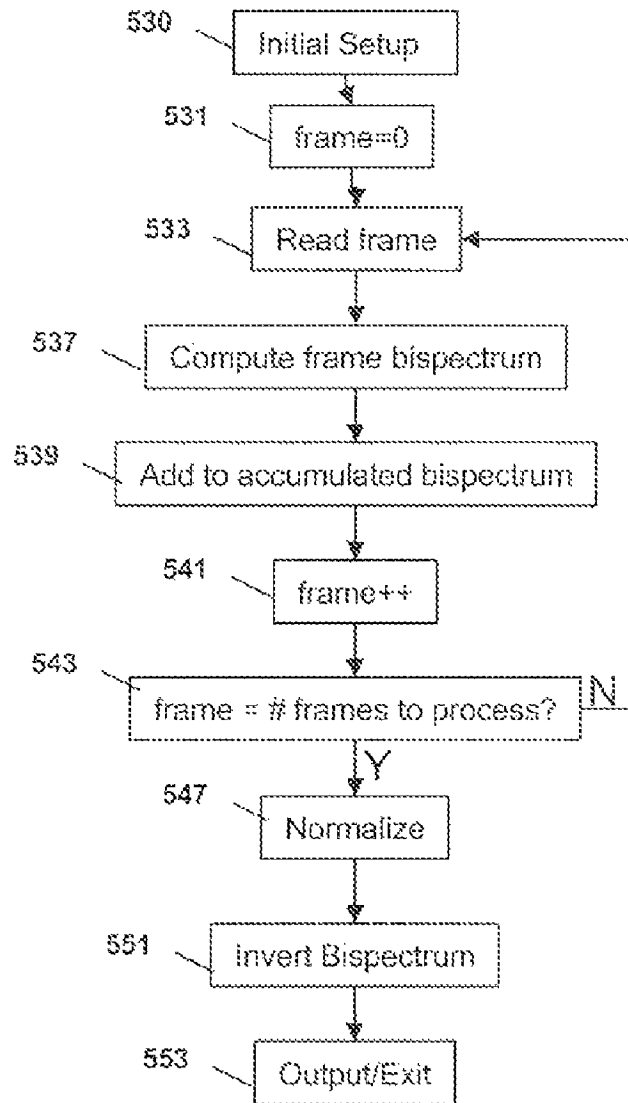 530
Initial Setup
531
frame=0
533
Read frame
537
Compute frame bispectrum
539
Add to accumulated bispectrum
541
frame++
543
frame = # frames to process?
N
Y
547
Normalize
551
Invert Bispectrum
553
Output/Exit